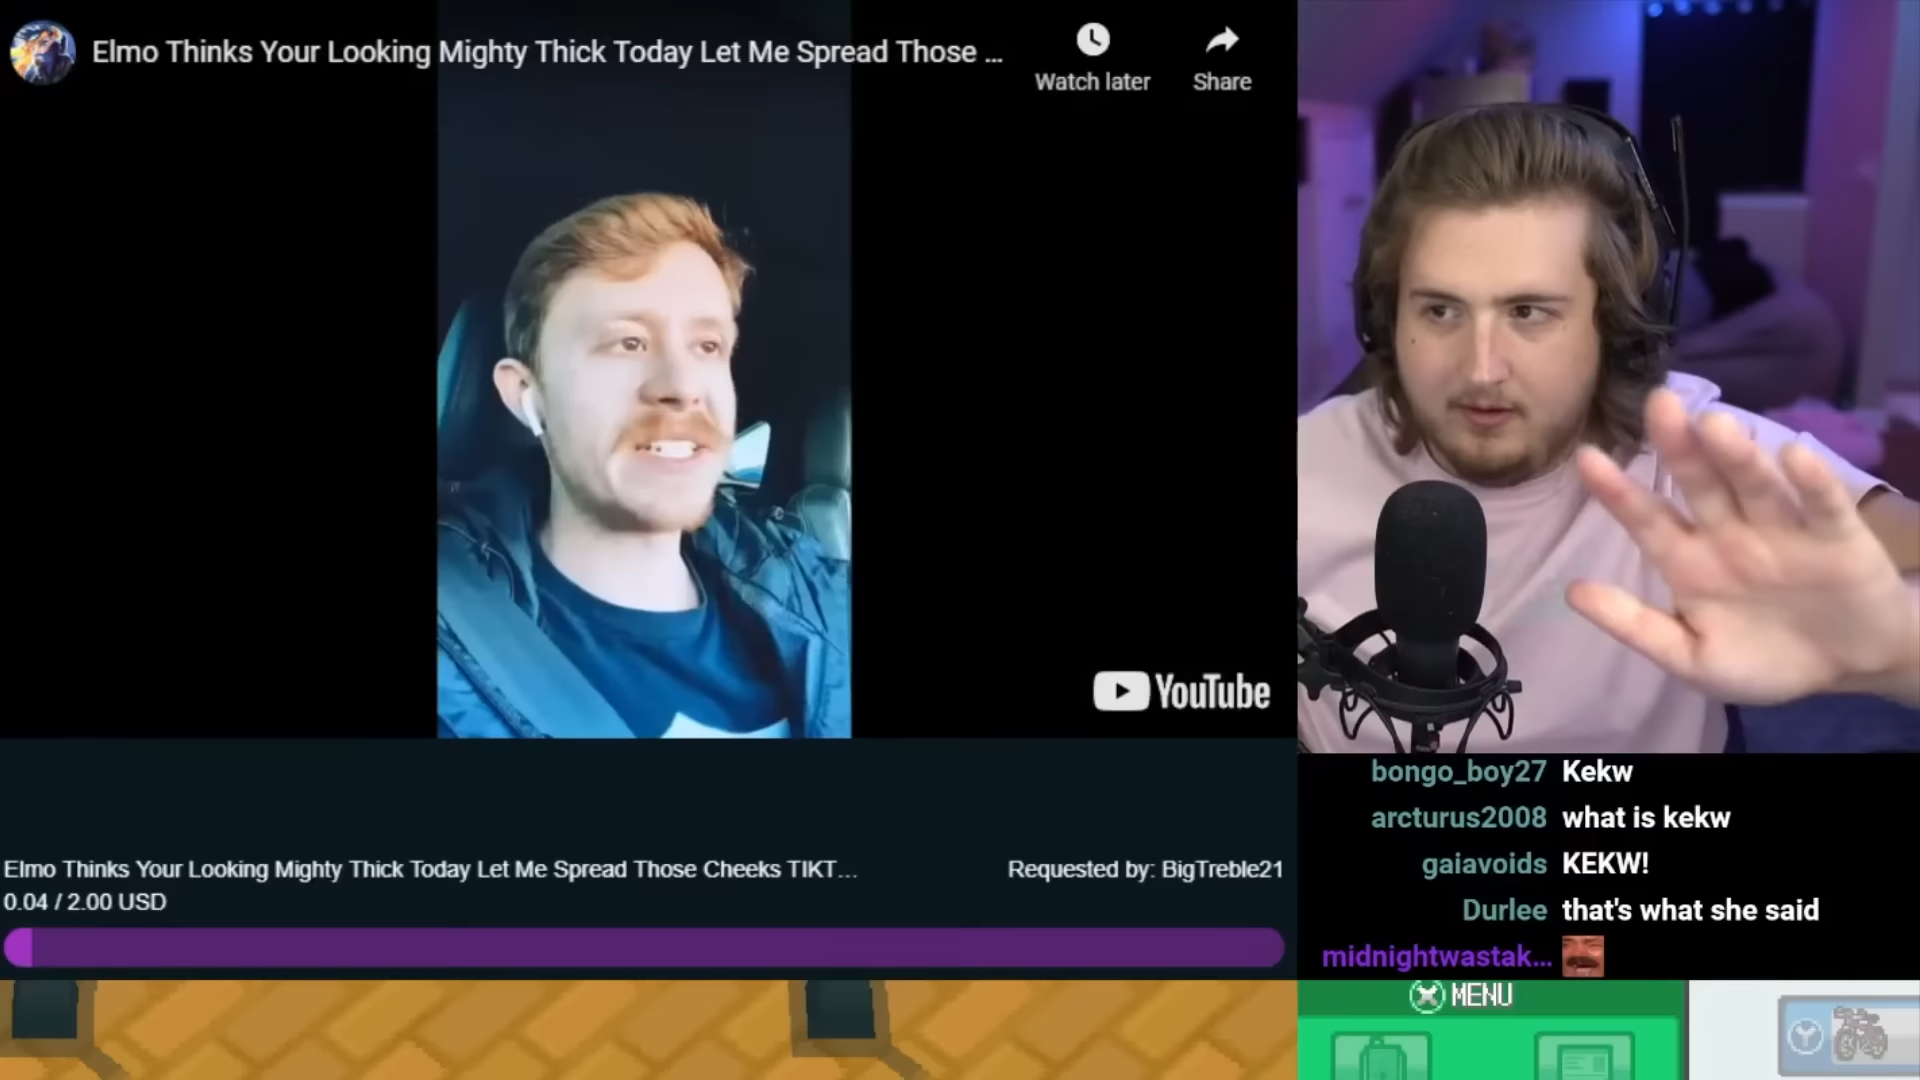 Elmo Thinks Your Looking Mighty Thick Today Let Me Spread Those ...
Watch later
Share
YouTube
Elmo Thinks Your Looking Mighty Thick Today Let Me Spread Those Cheeks TIKT...
Requested by: BigTreble21
0.04 / 2.00 USD
bongo_boy27 Kekw
arcturus2008 what is kekw
gaiavoids KEKW!
Durlee that's what she said
midnightwastak...
X MENU
Y